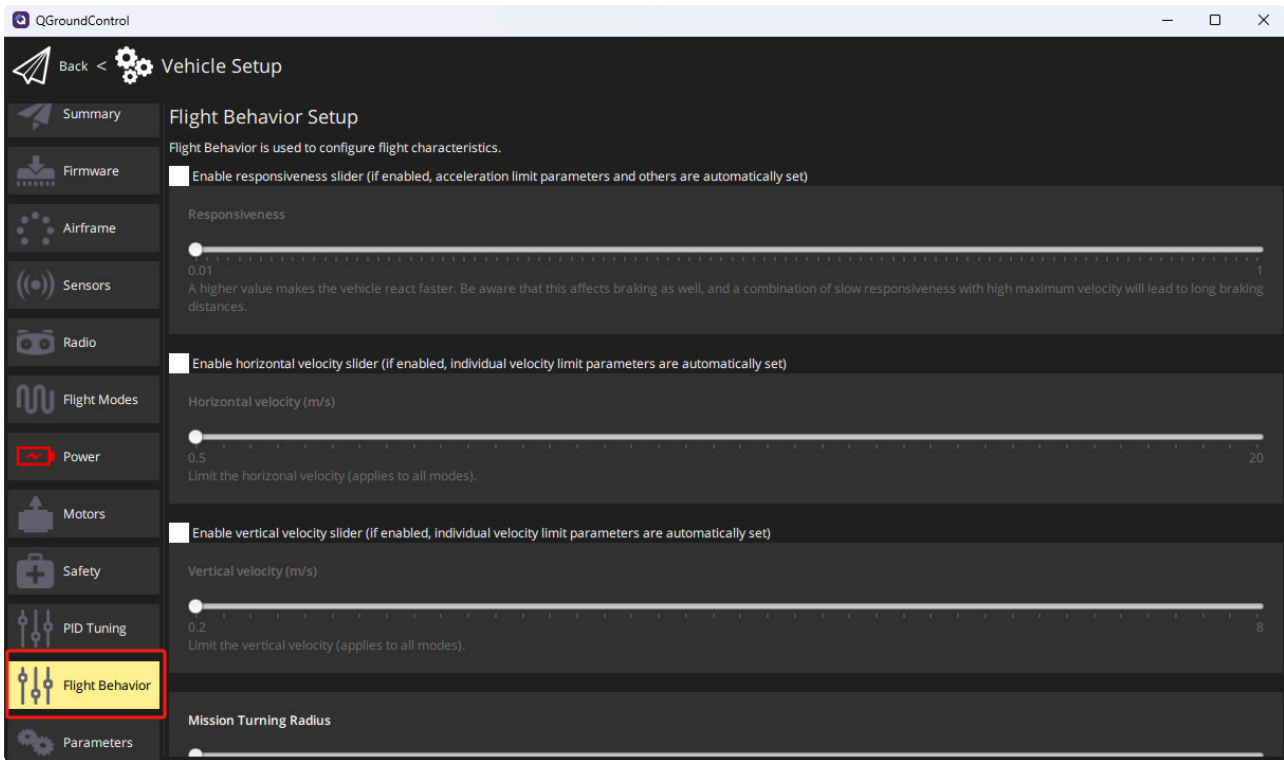 QGroundControl
Back < Vehicle Setup
Summary
Firmware
Airframe
Sensors
Radio
Flight Modes
Power
Motors
Safety
PID Tuning
Flight Behavior
Parameters
Flight Behavior Setup
Flight Behavior is used to configure flight characteristics.
Enable responsiveness slider (if enabled, acceleration limit parameters and others are automatically set)
Responsiveness
0.01 1
A higher value makes the vehicle react faster. Be aware that this affects braking as well, and a combination of slow responsiveness with high maximum velocity will lead to long braking
distances.
Enable horizontal velocity slider (if enabled, individual velocity limit parameters are automatically set)
Horizontal velocity (m/s)
0.5 20
Limit the horizonal velocity (applies to all modes).
Enable vertical velocity slider (if enabled, individual velocity limit parameters are automatically set)
Vertical velocity (m/s)
0.2 8
Limit the vertical velocity (applies to all modes).
Mission Turning Radius